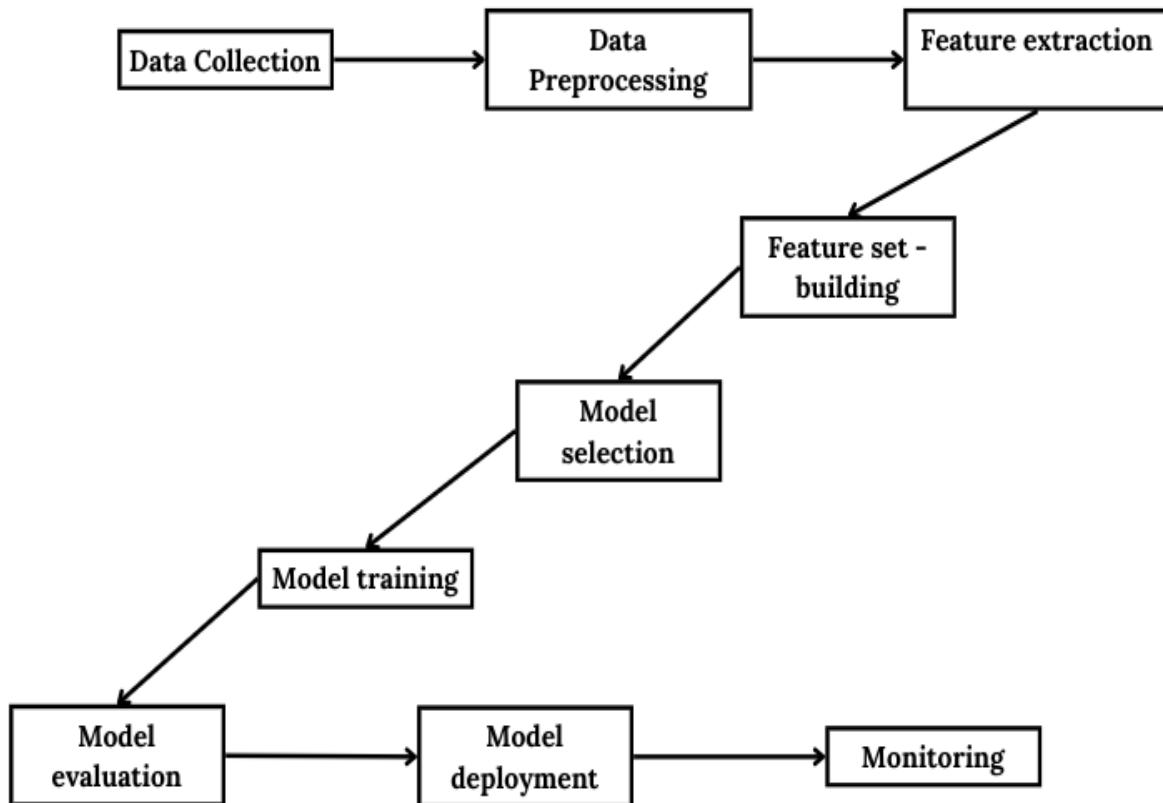 Data Collection
Data
Preprocessing
Feature extraction
Feature set -
building
Model
selection
Model training
Model
evaluation
Model
deployment
Monitoring